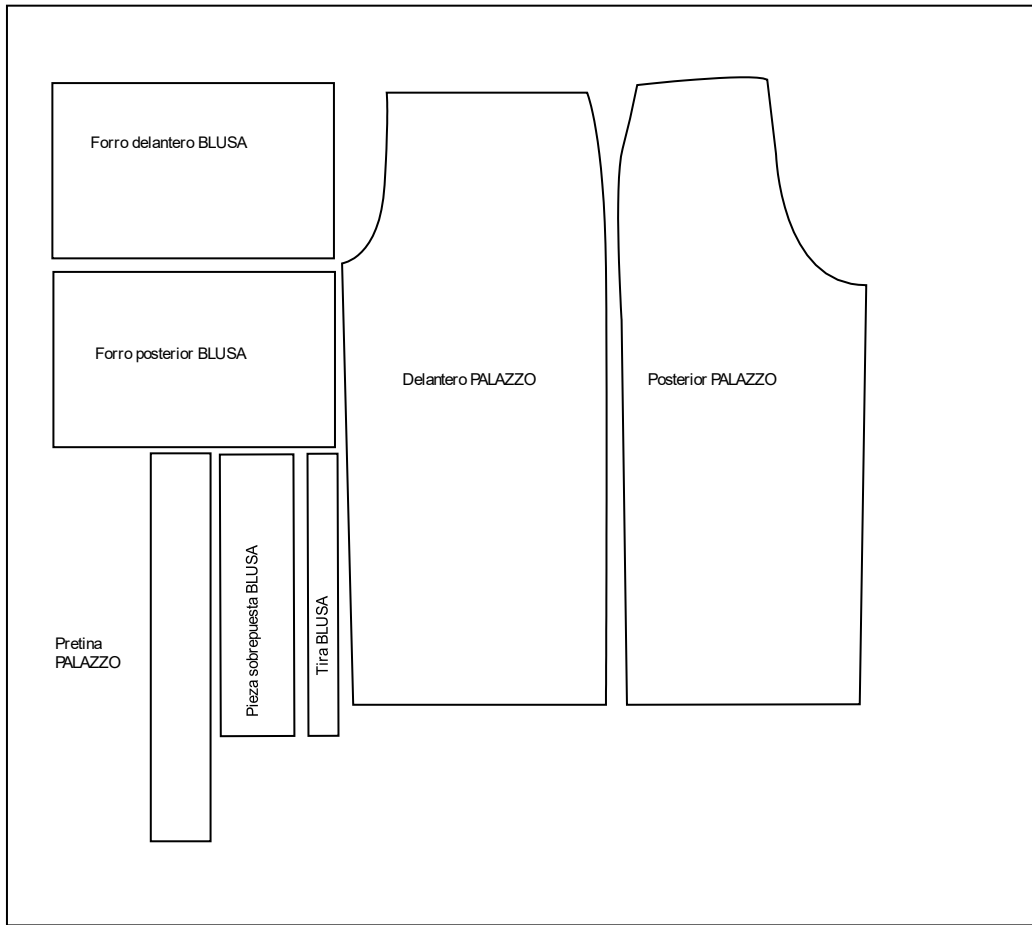 Forro delantero BLUSA
Forro posterior BLUSA
Delantero PALAZZO
Posterior PALAZZO
Pieza sobrepuesta BLUSA
Tira BLUSA
Pretina
PALAZZO